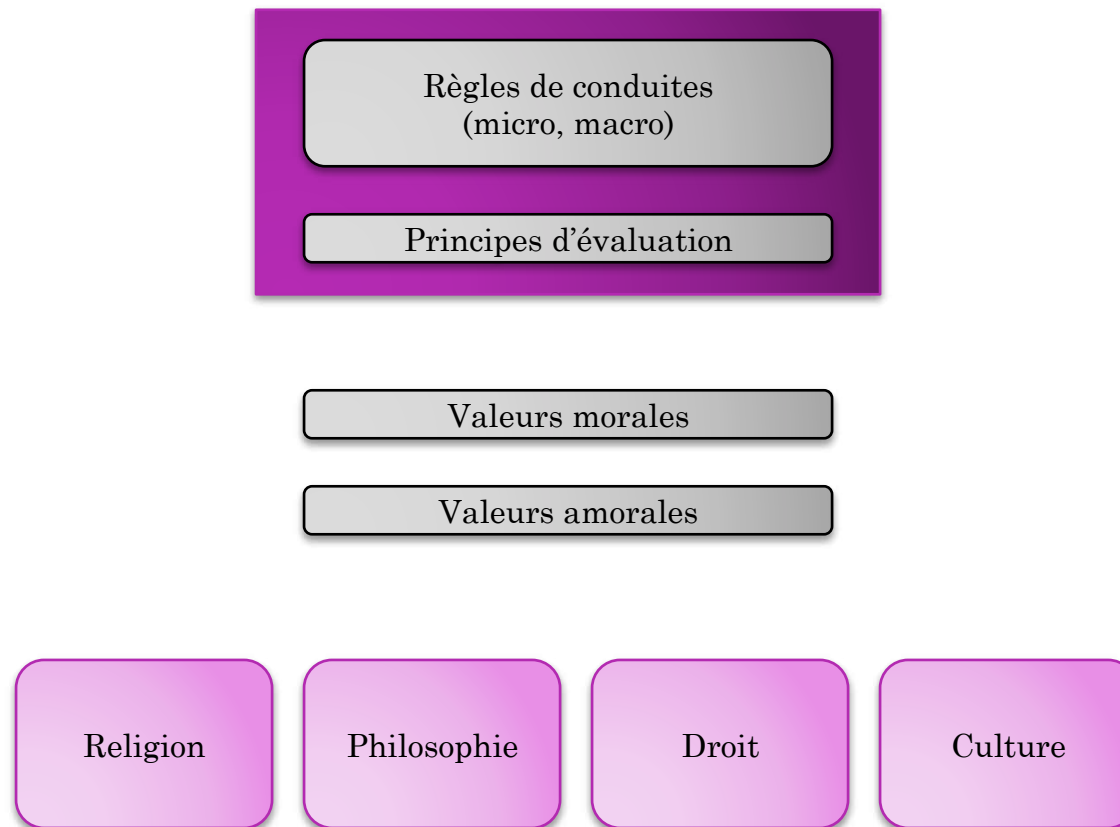 Règles de conduites
(micro, macro)
Principes d’évaluation
Valeurs morales
Valeurs amorales
Religion
Philosophie
Droit
Culture